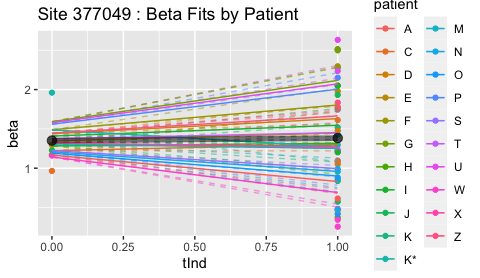 Site 377049 : Beta Fits by Patient
beta
2
1
0.00 0.25 0.50 0.75 1.00
tInd
patient
A
C
D
E
F
G
H
I
J
K
K*
M
N
O
P
S
T
U
W
X
Z